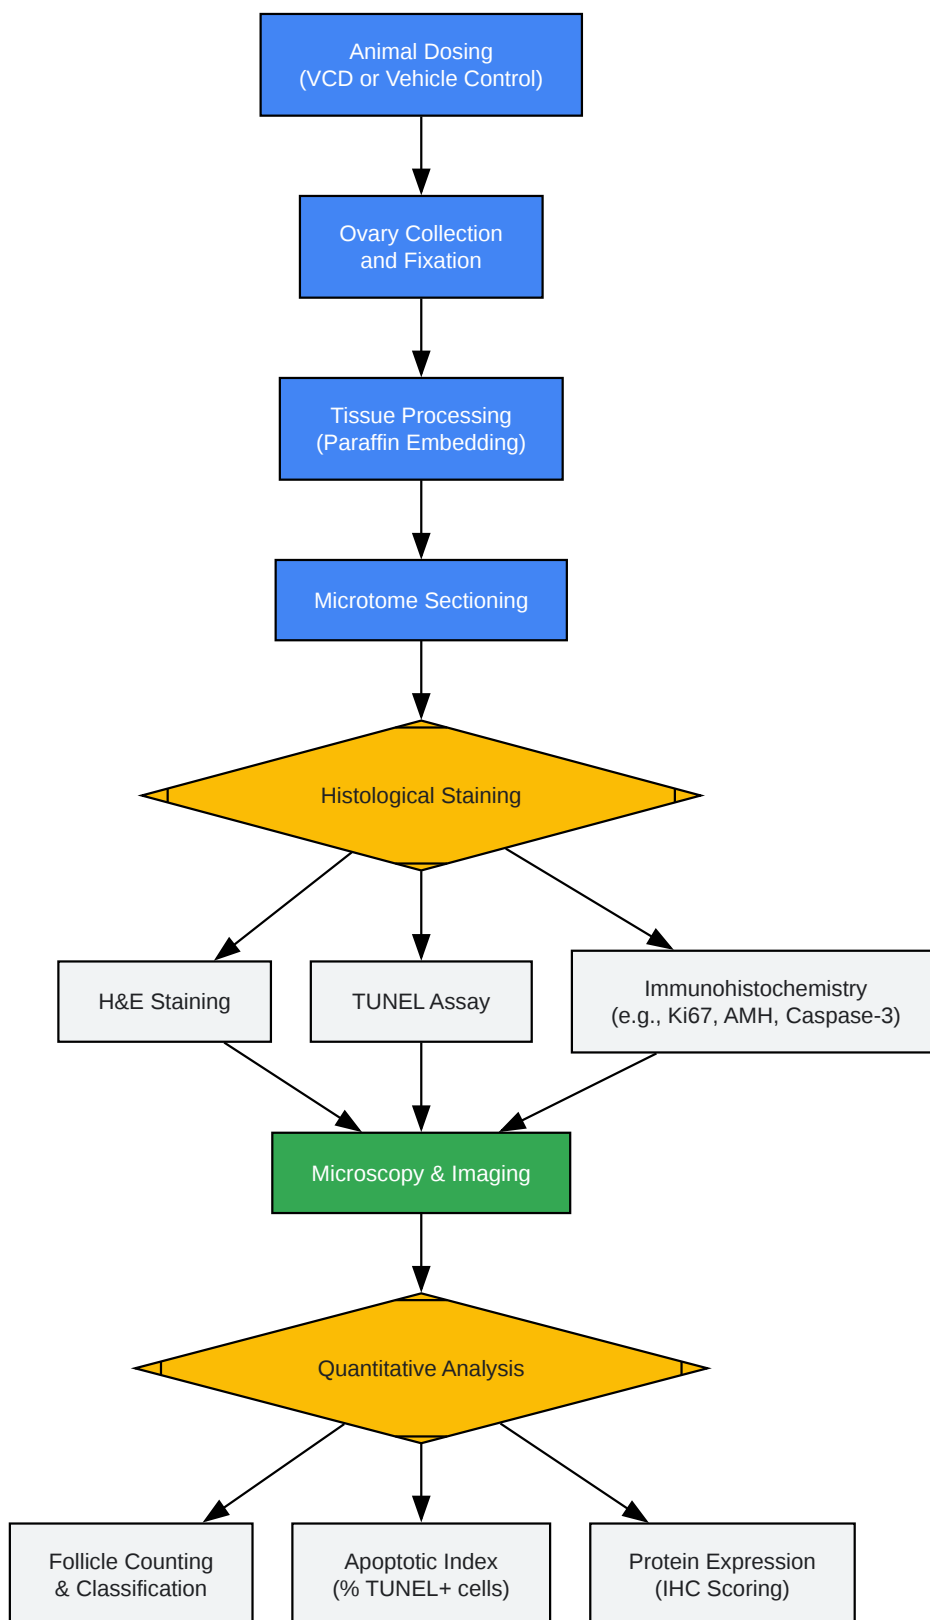 Animal Dosing
(VCD or Vehicle Control)
Ovary Collection
and Fixation
Tissue Processing
(Paraffin Embedding)
Microtome Sectioning
Histological Staining
H&E Staining
TUNEL Assay
Immunohistochemistry
(e.g., Ki67, AMH, Caspase-3)
Microscopy & Imaging
Quantitative Analysis
Follicle Counting
& Classification
Apoptotic Index
(% TUNEL+ cells)
Protein Expression
(IHC Scoring)